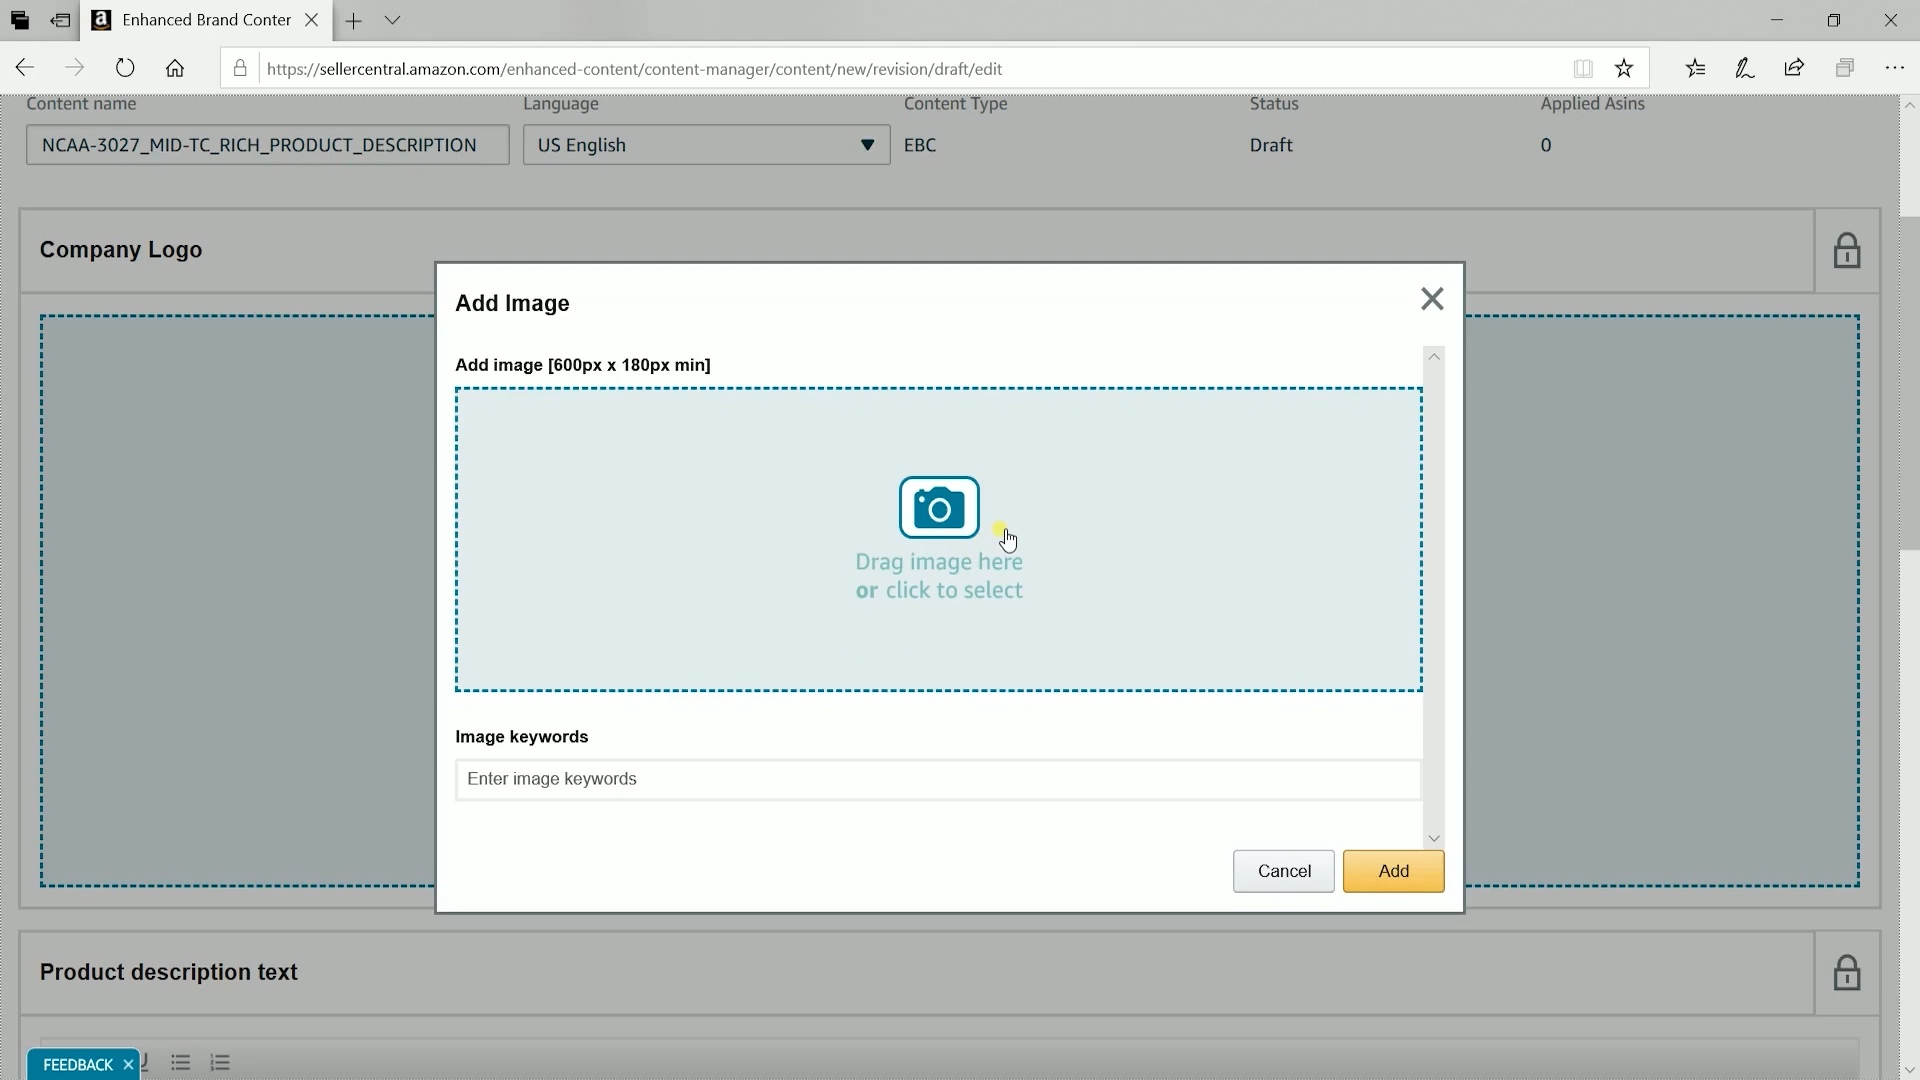 Enhanced Brand Conter
https://sellercentral.amazon.com/enhanced-content/content-manager/content/new/revision/draft/edit
Content name Language Content Type Status Applied Asins
NCAA-3027_MID-TC_RICH_PRODUCT_DESCRIPTION US English EBC Draft 0
Company Logo
Add Image
Add image [600px x 180px min]
Drag image here
or click to select
Image keywords
Enter image keywords
Cancel Add
Product description text
FEEDBACK